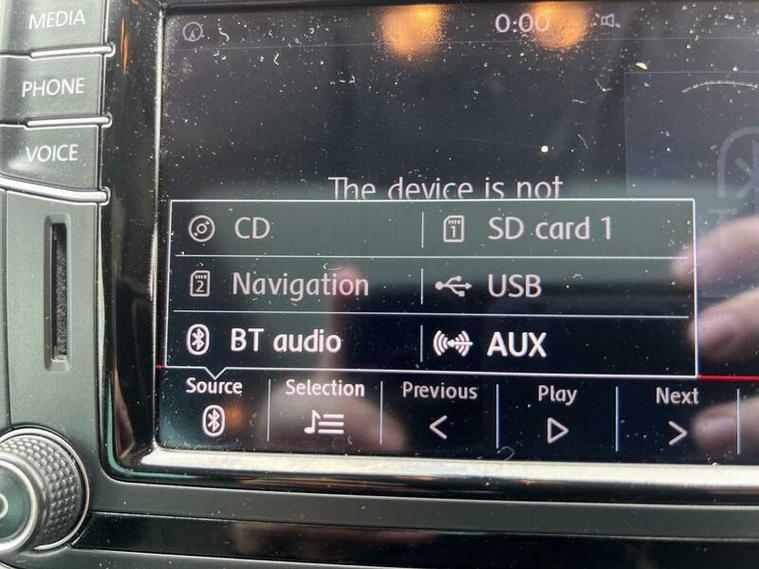 MEDIA
PHONE
VOICE
0:00
The device is not
CD
SD card 1
Navigation
USB
BT audio
AUX
Source
Selection
Previous
Play
Next